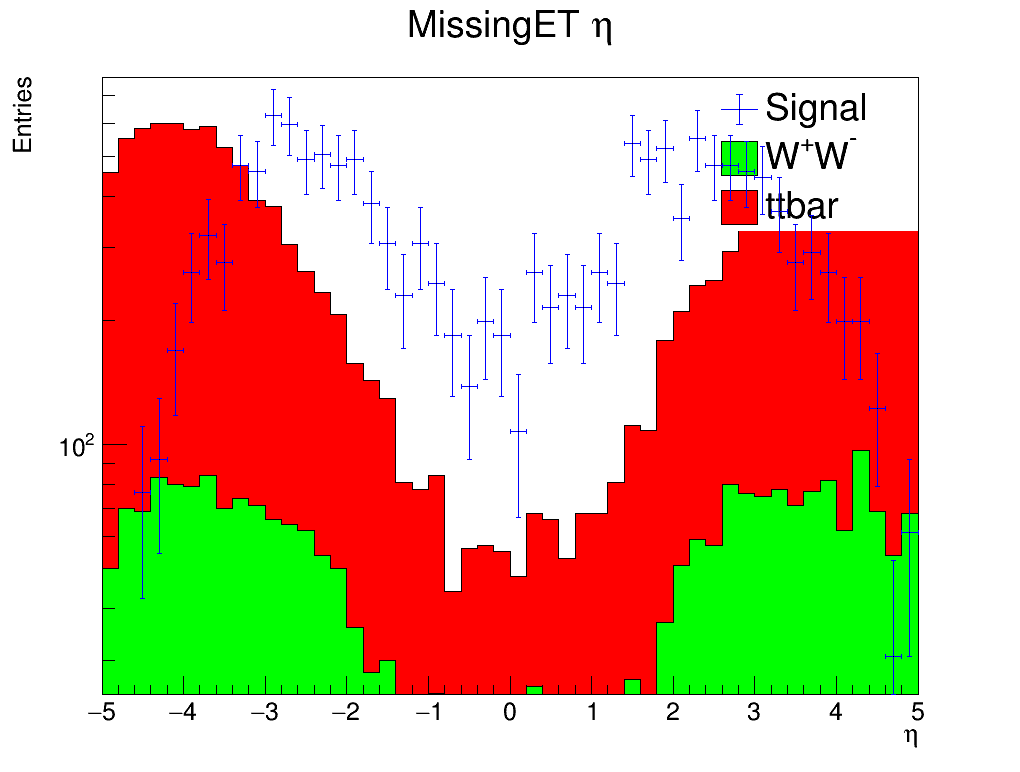 MissingET η
Entries
Signal
W⁺W⁻
ttbar
10²
−5 −4 −3 −2 −1 0 1 2 3 4 5
η